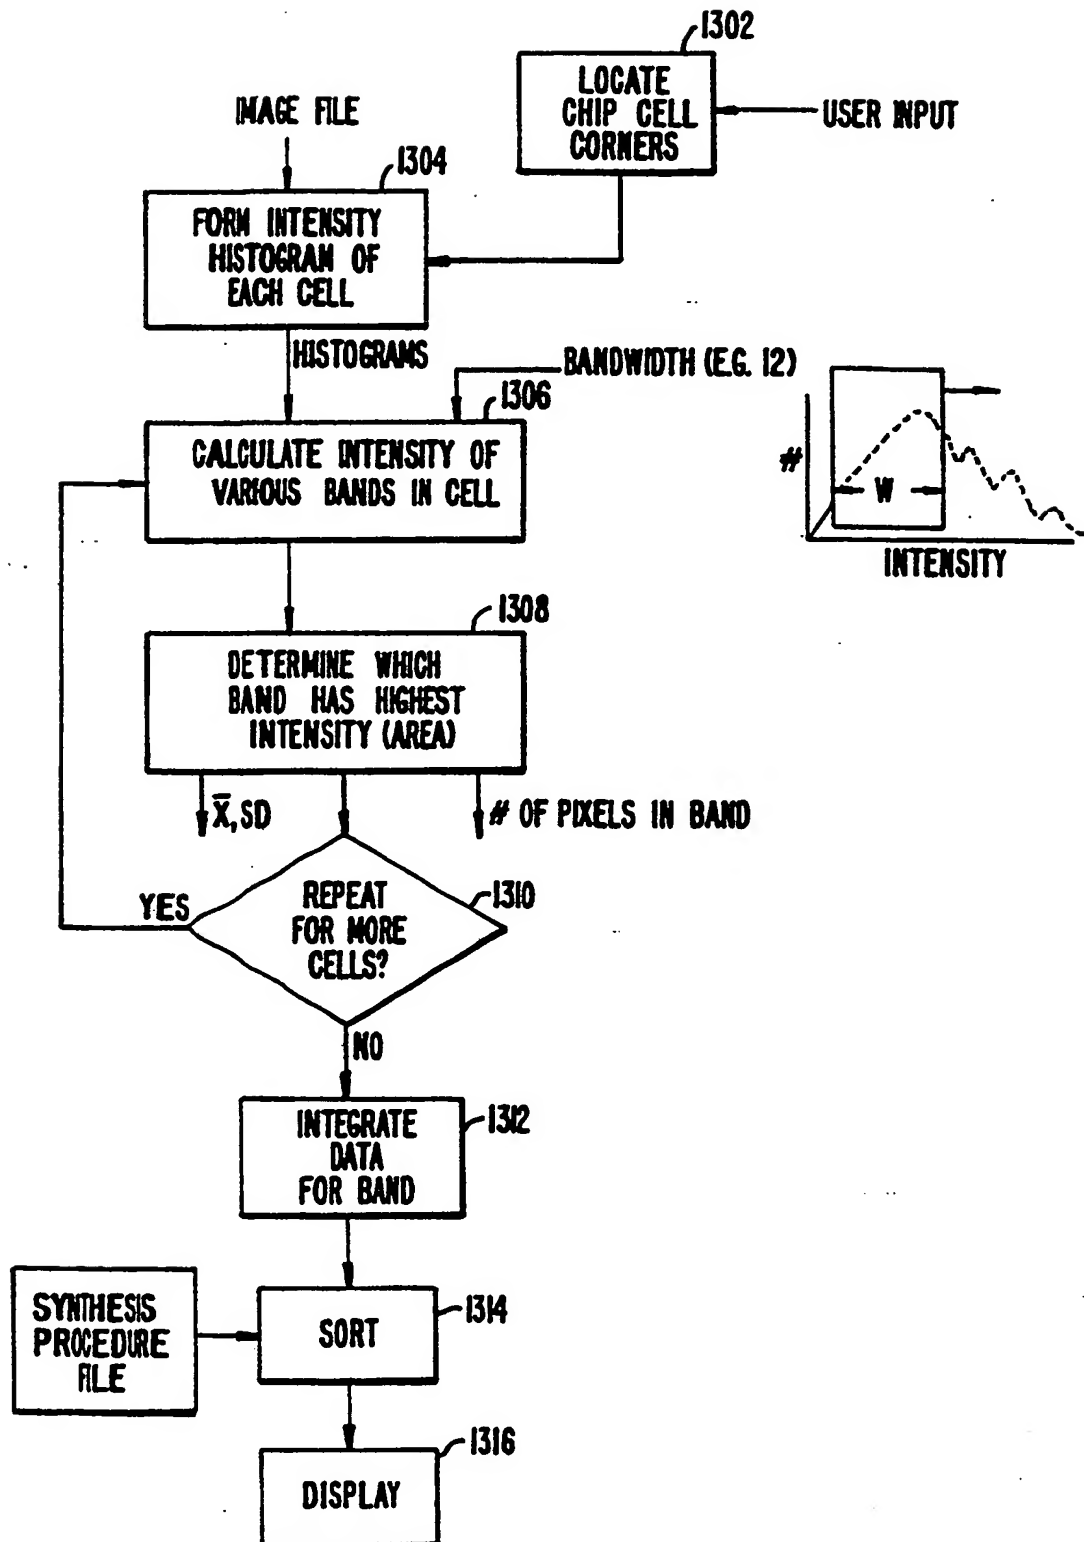 1302
LOCATE
CHIP CELL
CORNERS
USER INPUT
IMAGE FILE
1304
FORM INTENSITY
HISTOGRAM OF
EACH CELL
HISTOGRAMS
BANDWIDTH (E.G. 12)
1306
CALCULATE INTENSITY OF
VARIOUS BANDS IN CELL
#
W
INTENSITY
1308
DETERMINE WHICH
BAND HAS HIGHEST
INTENSITY (AREA)
X̅, SD
# OF PIXELS IN BAND
YES
REPEAT
FOR MORE
CELLS?
1310
NO
INTEGRATE
DATA
FOR BAND
1312
SYNTHESIS
PROCEDURE
FILE
SORT
1314
DISPLAY
1316